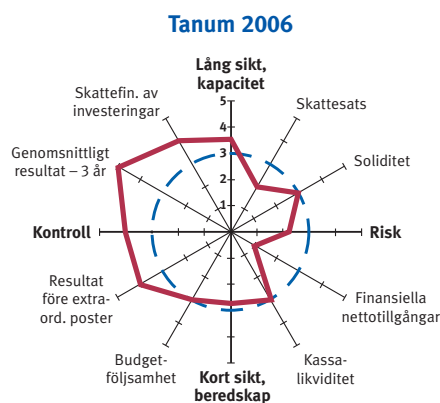 Tanum 2006
Lång sikt,
kapacitet
Skattefin. av
investeringar
Skattesats
Genomsnittligt
resultat – 3 år
Soliditet
5
4
3
2
1
Kontroll
Risk
Resultat
före extra-
ord. poster
Finansiella
nettotillgångar
Budget-
följsamhet
Kassa-
likviditet
Kort sikt,
beredskap